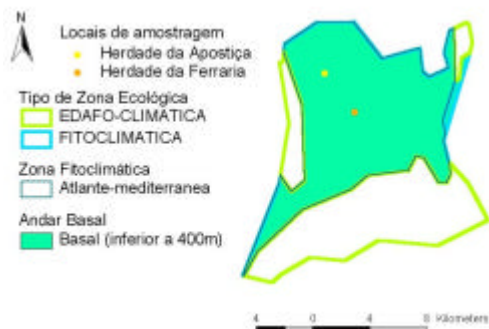 N
Locais de amostragem
Herdade da Apostiça
Herdade da Ferraria
Tipo de Zona Ecológica
EDAFO-CLIMÁTICA
FITOCLIMÁTICA
Zona Fitoclimática
Atlante-mediterranea
Andar Basal
Basal (inferior a 400m)
4 0 4 8 Kilometers